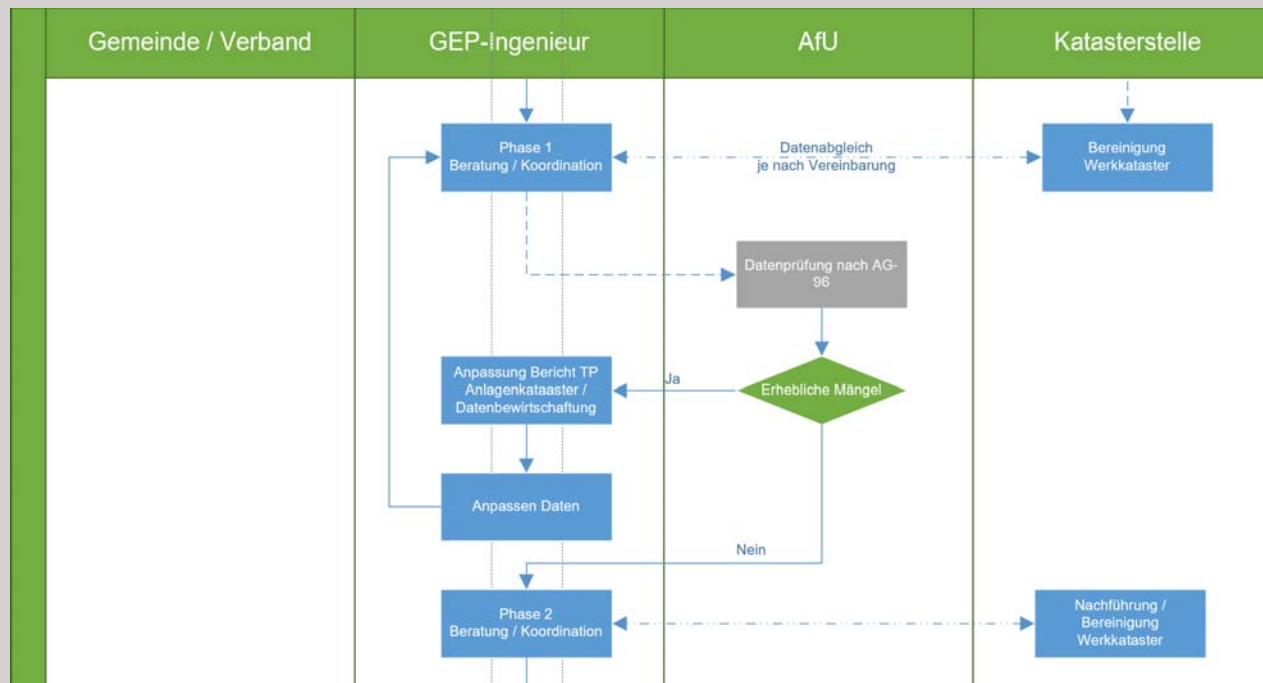 Gemeinde / Verband
GEP-Ingenieur
AfU
Katasterstelle
Phase 1
Beratung / Koordination
Datenabgleich
je nach Vereinbarung
Bereinigung
Werkkataster
Datenprüfung nach AG-
96
Anpassung Bericht TP
Anlagenkataaster /
Datenbewirtschaftung
Ja
Erhebliche Mängel
Anpassen Daten
Nein
Phase 2
Beratung / Koordination
Nachführung /
Bereinigung
Werkkataster